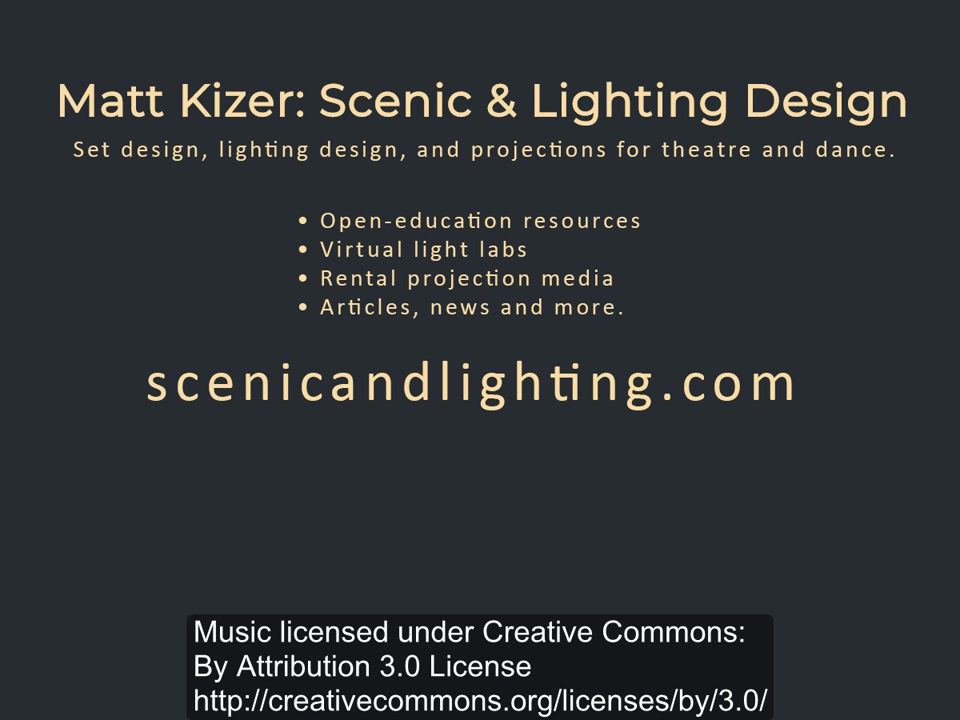 Matt Kizer: Scenic & Lighting Design
Set design, lighting design, and projections for theatre and dance.
• Open-education resources
• Virtual light labs
• Rental projection media
• Articles, news and more.
scenicandlighting.com
Music licensed under Creative Commons:
By Attribution 3.0 License
http://creativecommons.org/licenses/by/3.0/